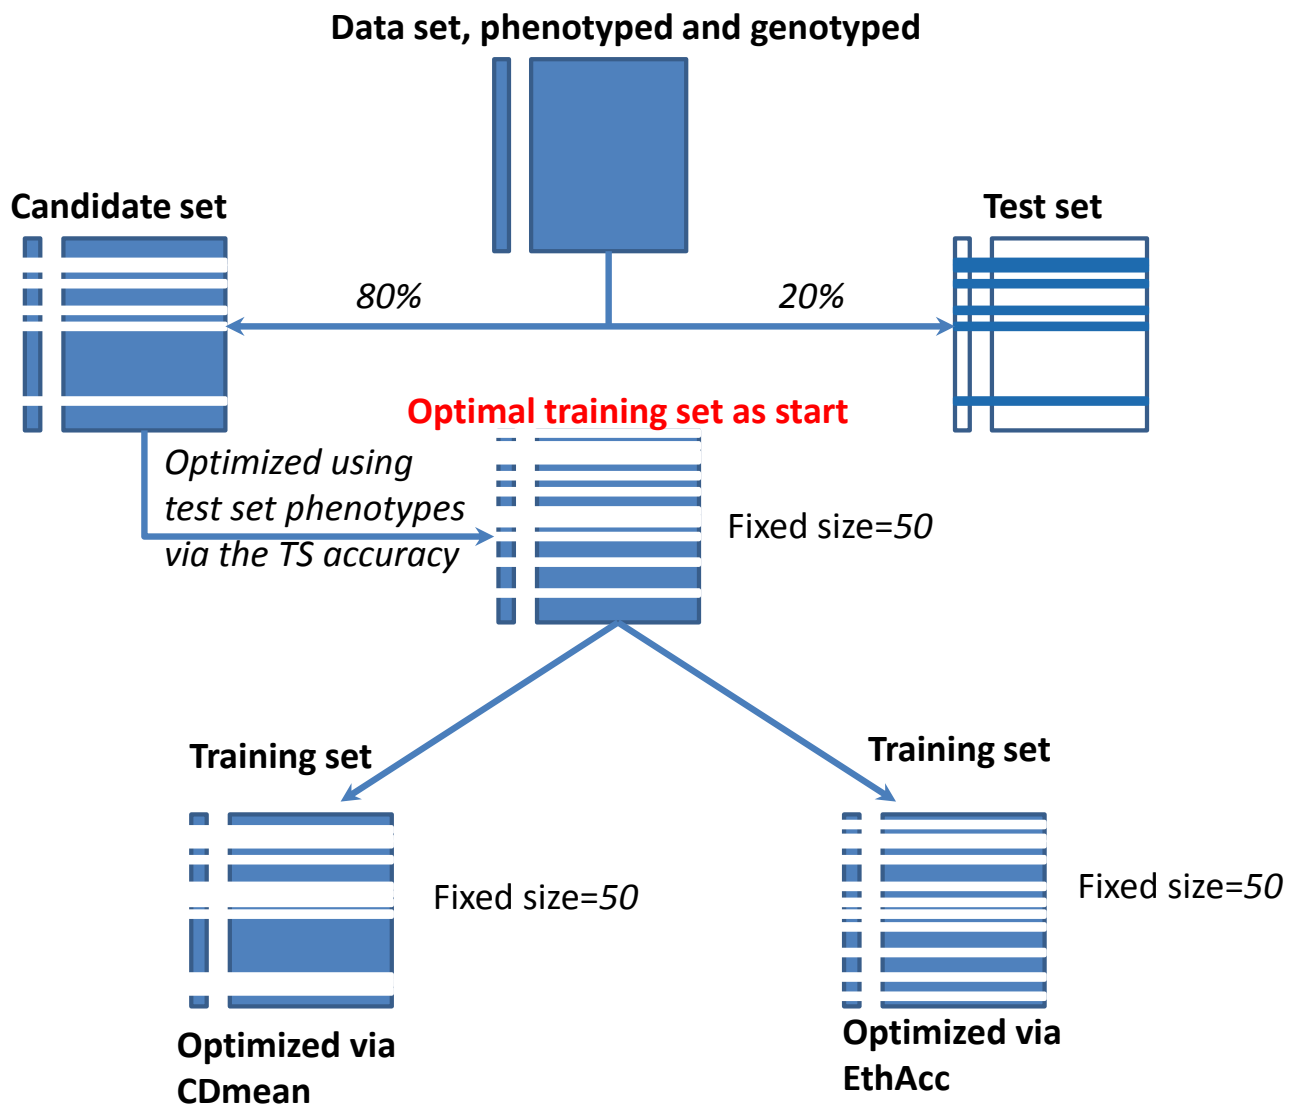 Data set, phenotyped and genotyped
Candidate set
Test set
80%
20%
Optimal training set as start
Optimized using
test set phenotypes
via the TS accuracy
Fixed size=50
Training set
Training set
Fixed size=50
Fixed size=50
Optimized via
CDmean
Optimized via
EthAcc